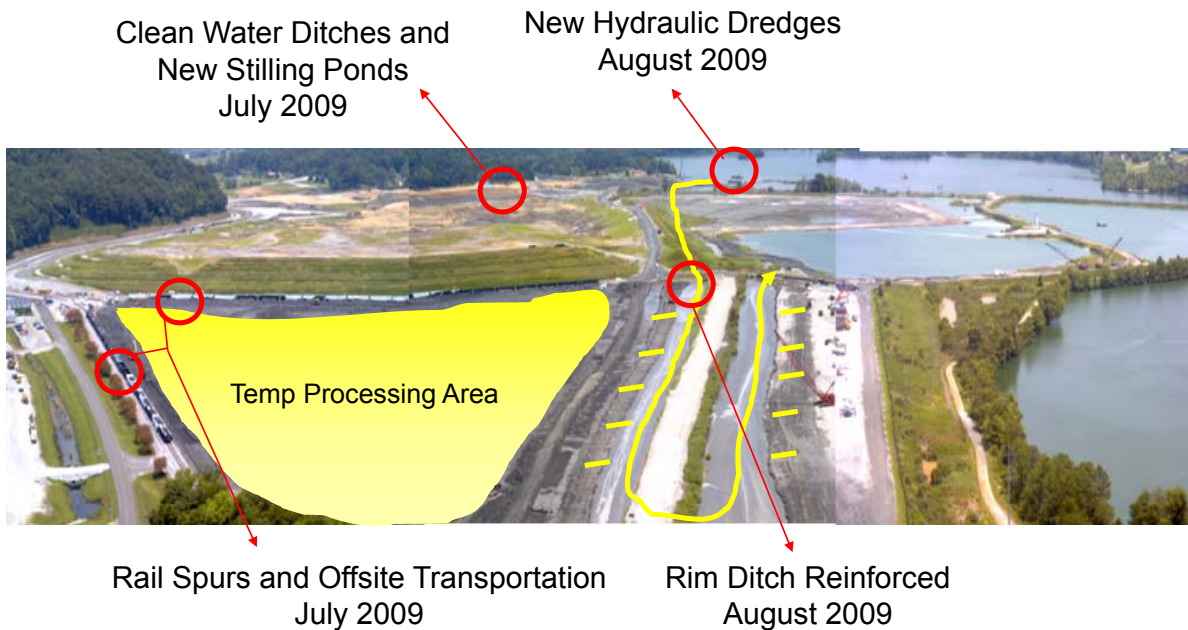 Clean Water Ditches and
New Stilling Ponds
July 2009
New Hydraulic Dredges
August 2009
Temp Processing Area
Rail Spurs and Offsite Transportation
July 2009
Rim Ditch Reinforced
August 2009